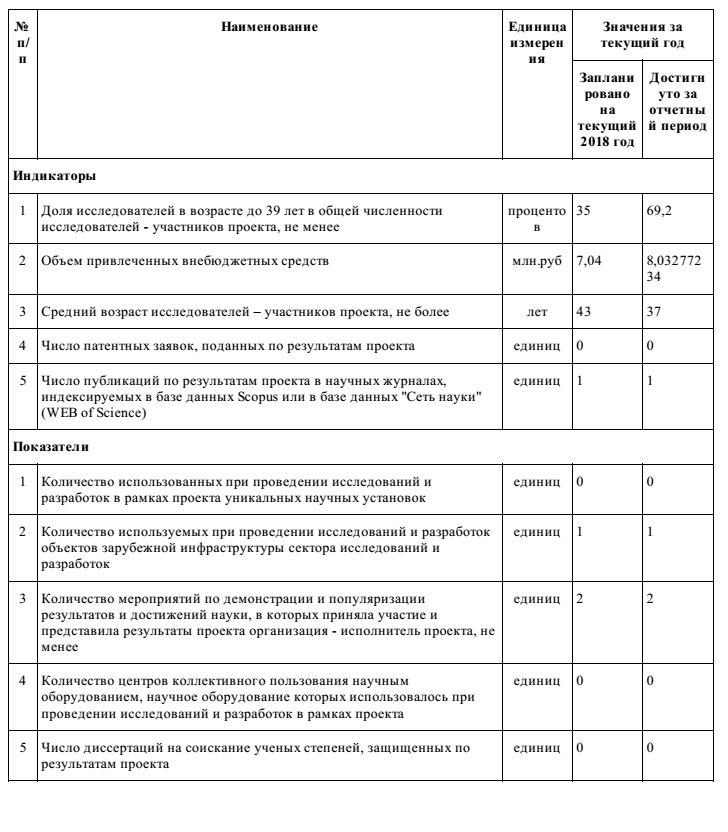 № п/п Наименование Единица измерения Значения за текущий год
Запланировано на текущий 2018 год Достигнуто за отчетный период
Индикаторы
1 Доля исследователей в возрасте до 39 лет в общей численности
исследователей - участников проекта, не менее
проценто
в
35 69,2
2 Объем привлеченных внебюджетных средств млн.руб 7,04 8,032772
34
3 Средний возраст исследователей – участников проекта, не более лет 43 37
4 Число патентных заявок, поданных по результатам проекта единиц 0 0
5 Число публикаций по результатам проекта в научных журналах, единиц 1 1
индексируемых в базе данных Scopus или в базе данных "Сеть науки"
(WEB of Science)
Показатели
1 Количество использованных при проведении исследований и единиц 0 0
разработок в рамках проекта уникальных научных установок
2 Количество используемых при проведении исследований и разработок единиц 1 1
объектов зарубежной инфраструктуры сектора исследований и
разработок
3 Количество мероприятий по демонстрации и популяризации единиц 2 2
результатов и достижений науки, в которых приняла участие и
представила результаты проекта организация - исполнитель проекта, не
менее
4 Количество центров коллективного пользования научным единиц 0 0
оборудованием, научное оборудование которых использовалось при
проведении исследований и разработок в рамках проекта
5 Число диссертаций на соискание ученых степеней, защищенных по единиц 0 0
результатам проекта